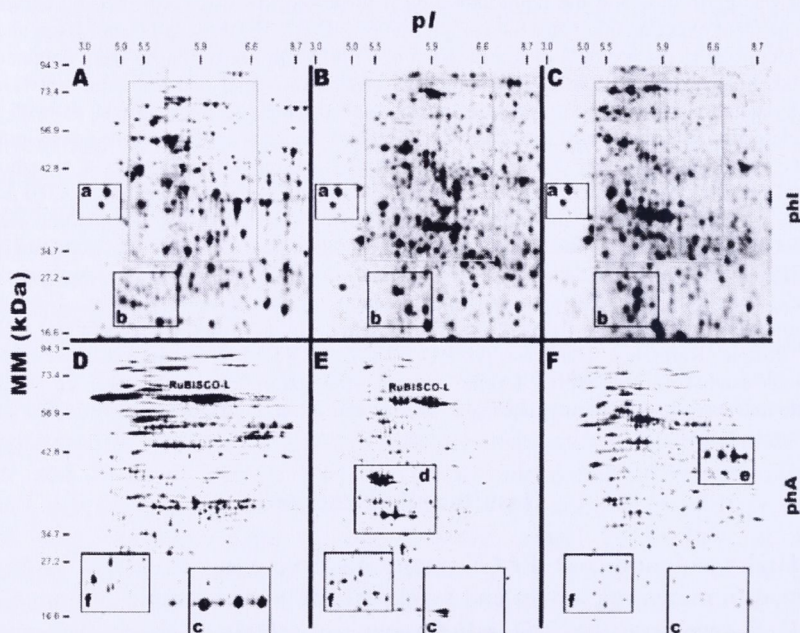 pI
3.0 5.0 5.5 5.9 6.6 8.7 3.0 5.0 5.5 5.9 6.6 8.7 3.0 5.0 5.5 5.9 6.6 8.7
94.3
A B C
73.4
56.9
42.8
a a a
phI
34.7
27.2
b b b
16.6
MM (kDa)
94.3
D E F
73.4
RuBISCO-L RuBISCO-L
56.9
42.8
d e
phA
34.7
27.2
f f f
16.6
c c c